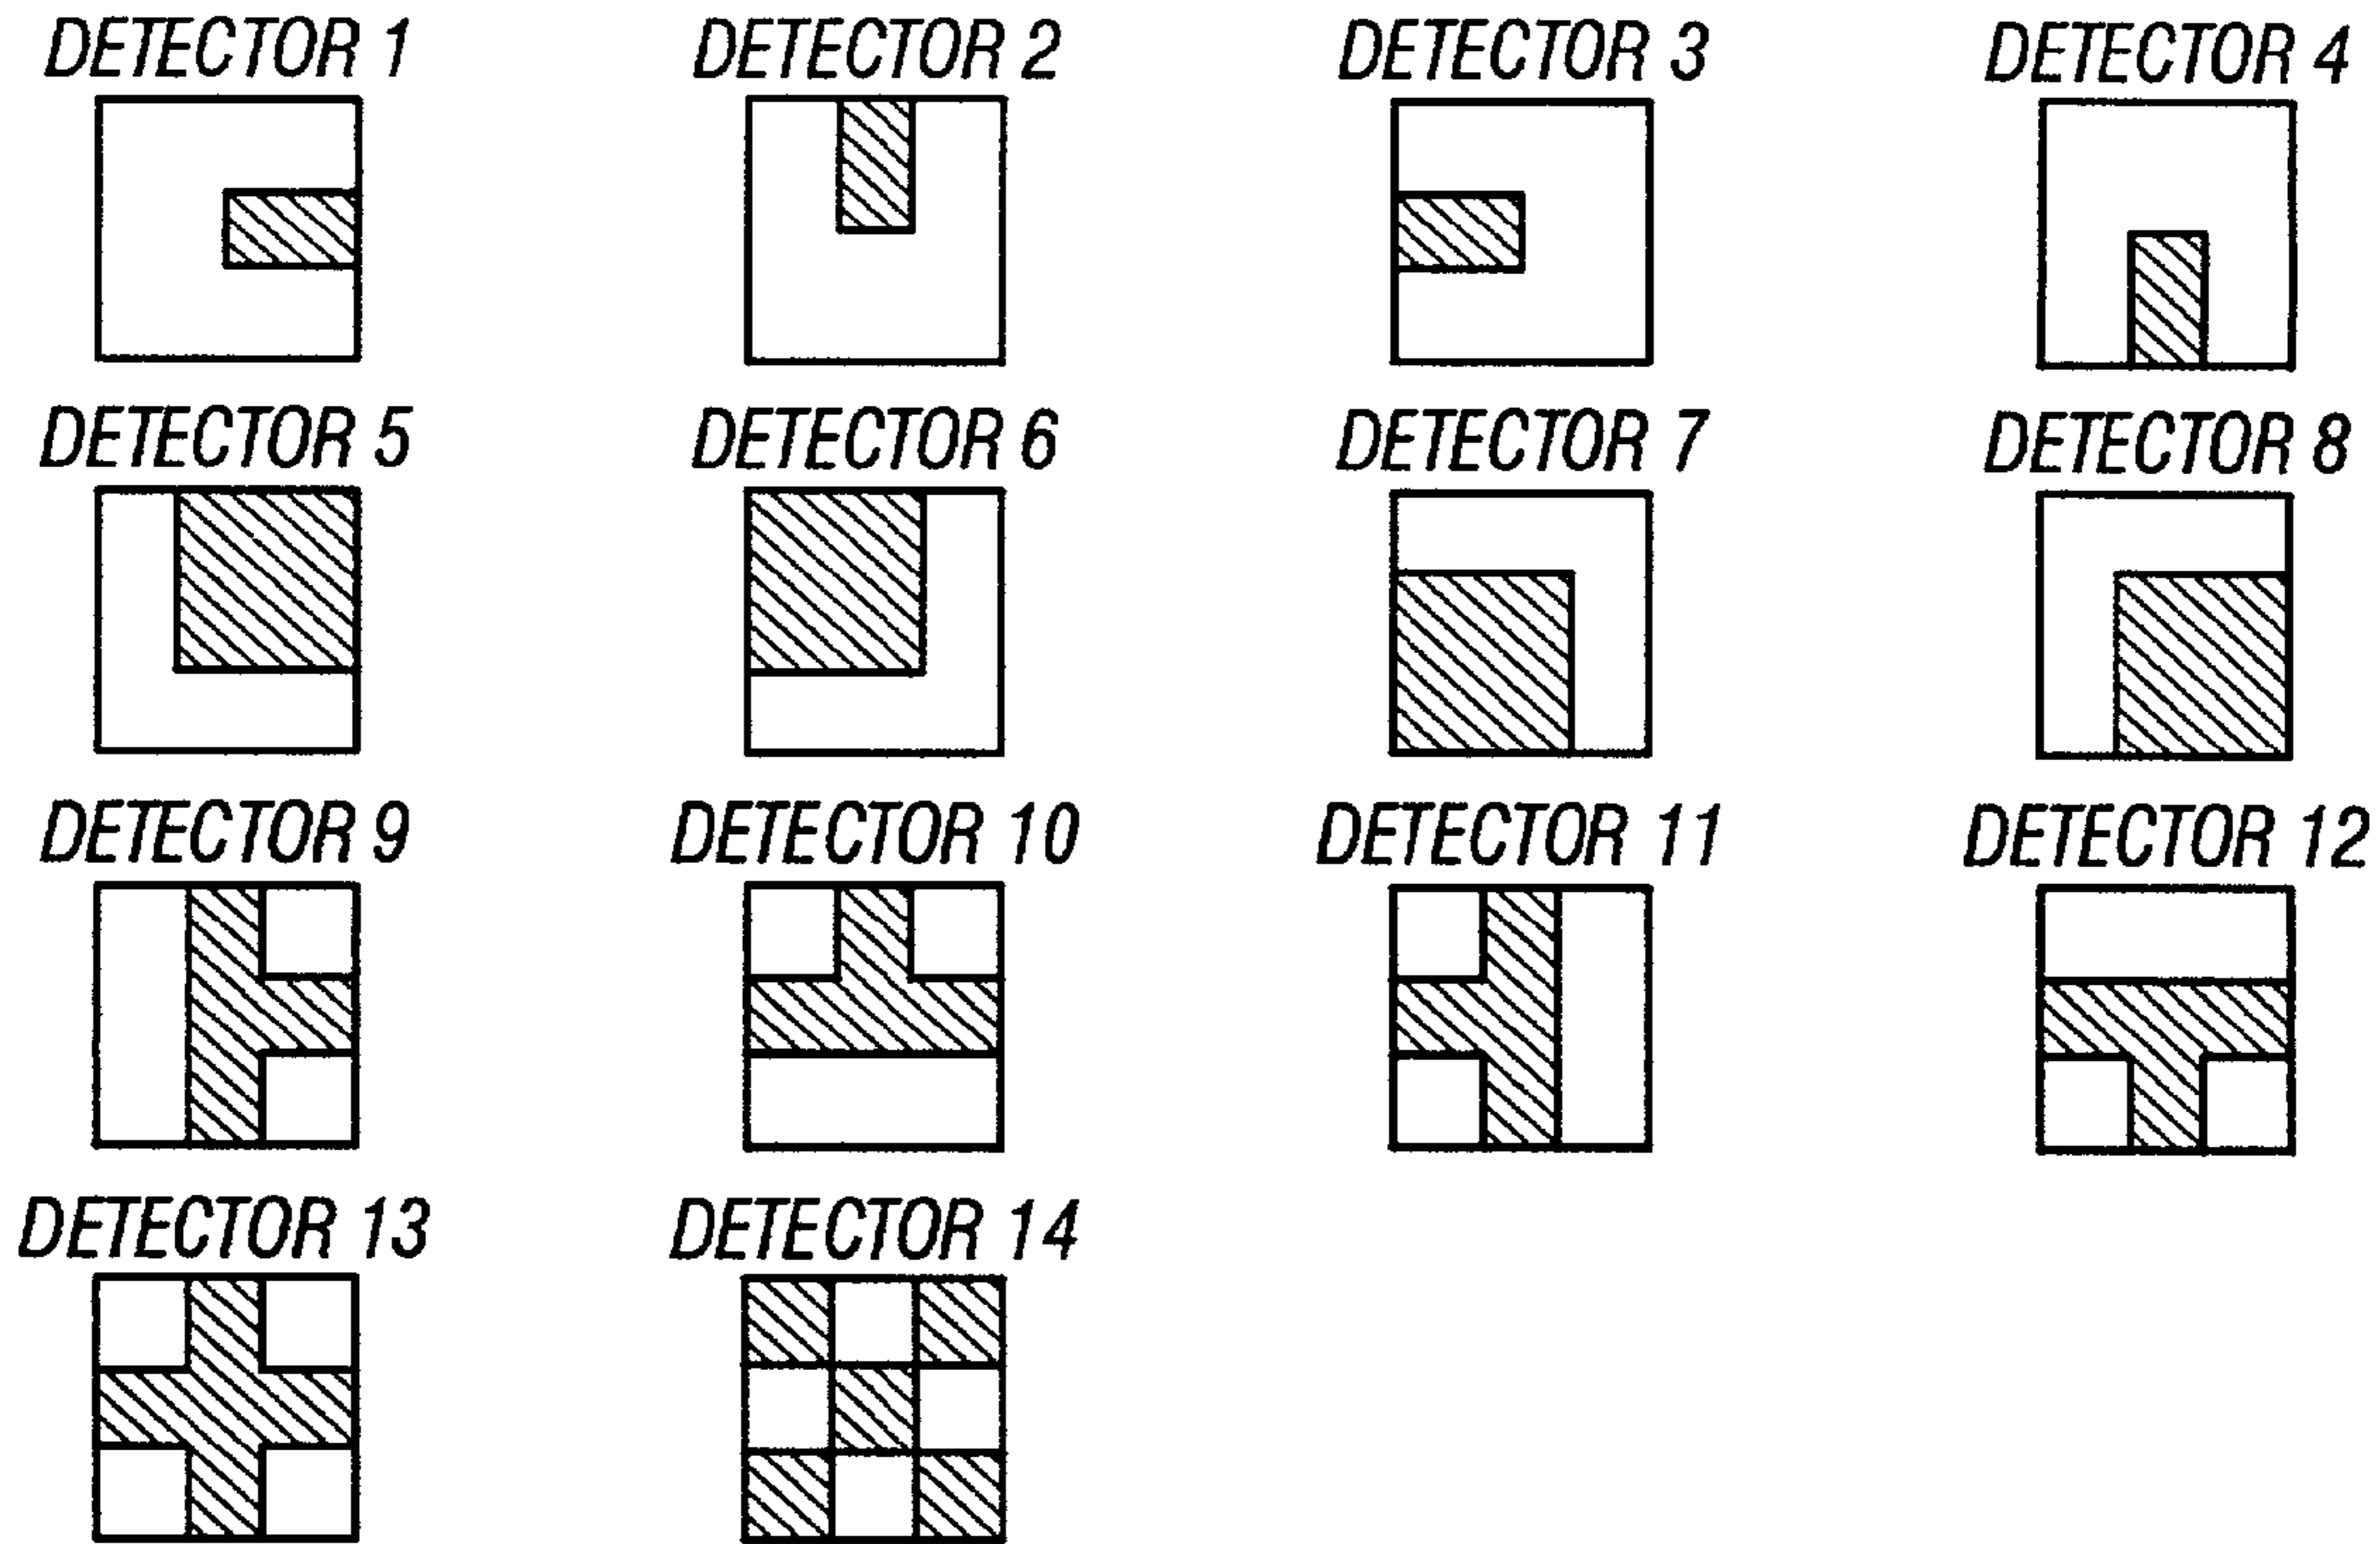 DETECTOR 1 DETECTOR 2 DETECTOR 3 DETECTOR 4
DETECTOR 5 DETECTOR 6 DETECTOR 7 DETECTOR 8
DETECTOR 9 DETECTOR 10 DETECTOR 11 DETECTOR 12
DETECTOR 13 DETECTOR 14